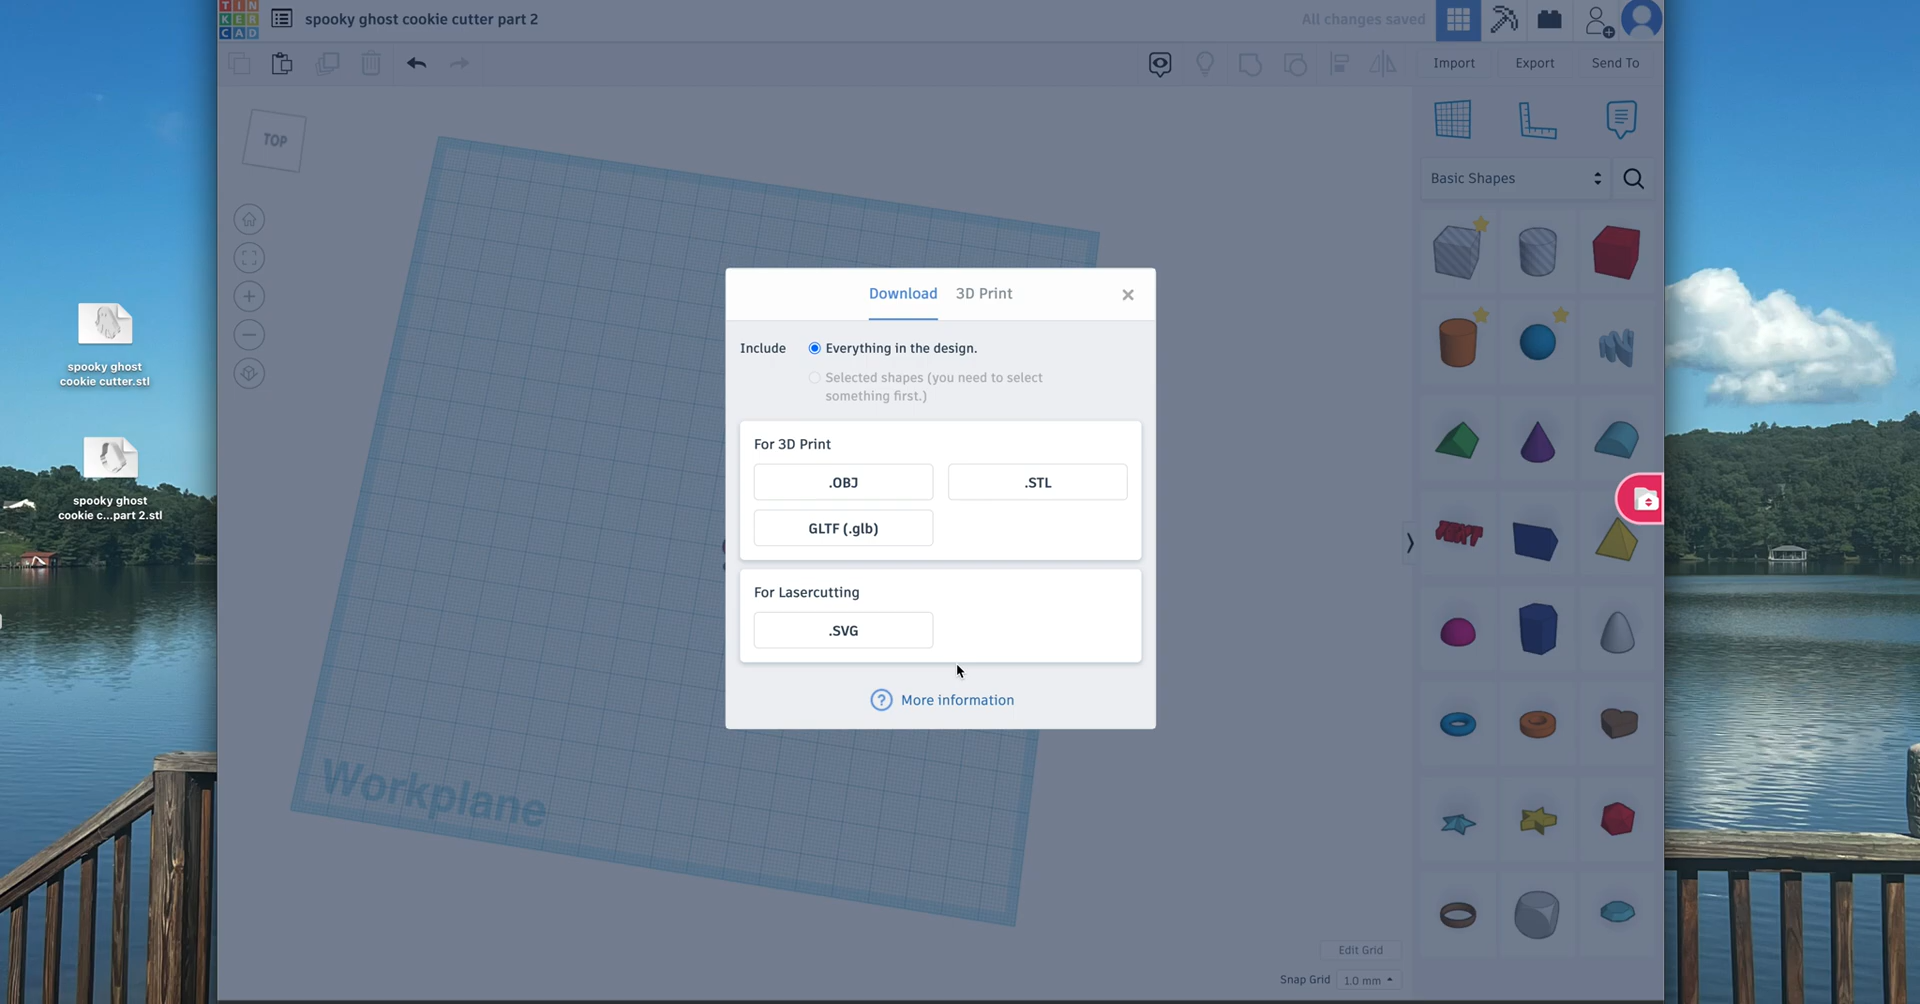 TIN
KER
CAD
spooky ghost cookie cutter part 2
All changes saved
Import
Export
Send To
TOP
Basic Shapes
Download
3D Print
Include
Everything in the design.
Selected shapes (you need to select
something first.)
For 3D Print
.OBJ
.STL
GLTF (.glb)
For Lasercutting
.SVG
? More information
spooky ghost
cookie cutter.stl
spooky ghost
cookie c...part 2.stl
TEXT
Workplane
Edit Grid
Snap Grid
1.0 mm